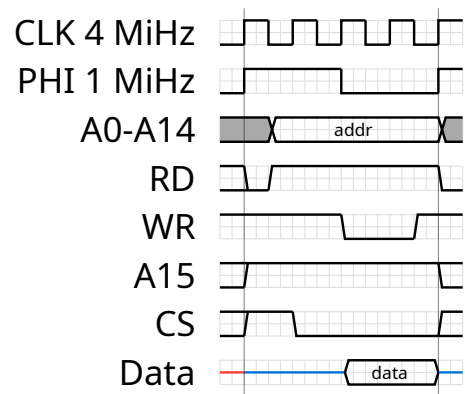 CLK 4 MiHz
PHI 1 MiHz
A0-A14 addr
RD
WR
A15
CS
Data data